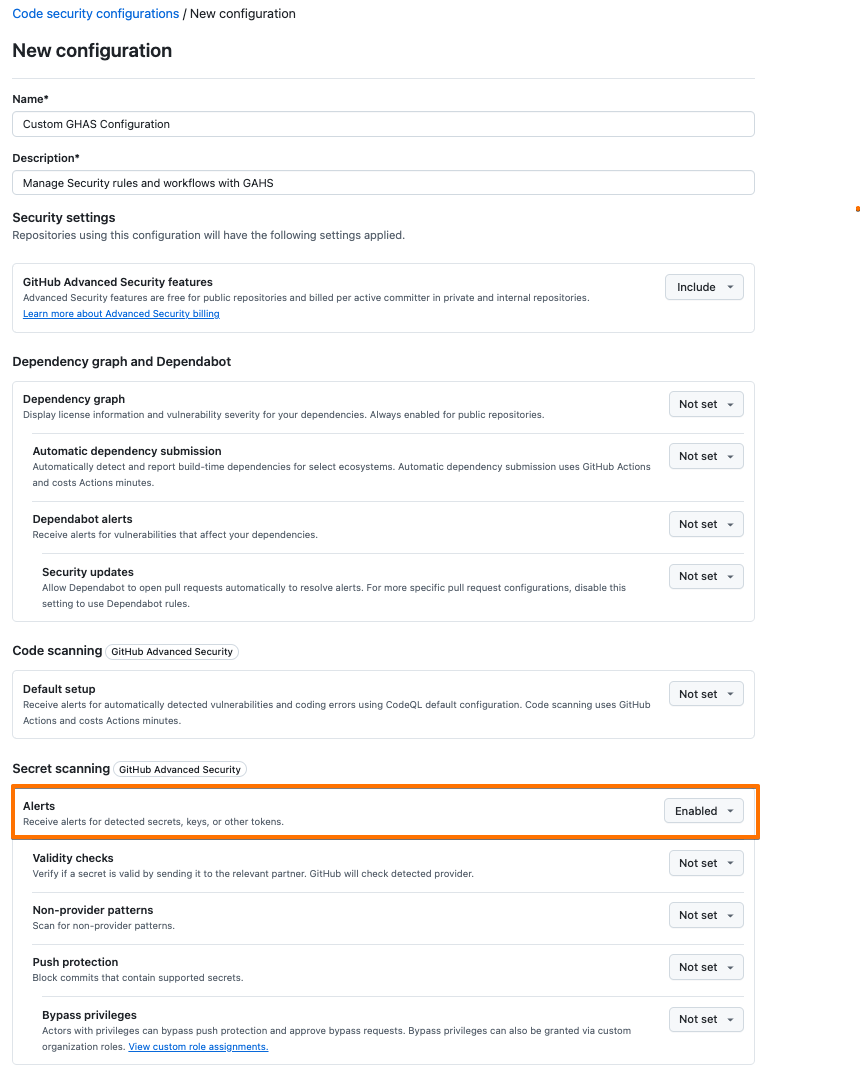 Code security configurations / New configuration
New configuration
Name*
Custom GHAS Configuration
Description*
Manage Security rules and workflows with GAHS
Security settings
Repositories using this configuration will have the following settings applied.
GitHub Advanced Security features
Include
Advanced Security features are free for public repositories and billed per active committer in private and internal repositories.
Learn more about Advanced Security billing
Dependency graph and Dependabot
Dependency graph
Not set
Display license information and vulnerability severity for your dependencies. Always enabled for public repositories.
Automatic dependency submission
Not set
Automatically detect and report build-time dependencies for select ecosystems. Automatic dependency submission uses GitHub Actions
and costs Actions minutes.
Dependabot alerts
Not set
Receive alerts for vulnerabilities that affect your dependencies.
Security updates
Not set
Allow Dependabot to open pull requests automatically to resolve alerts. For more specific pull request configurations, disable this
setting to use Dependabot rules.
Code scanning GitHub Advanced Security
Default setup
Not set
Receive alerts for automatically detected vulnerabilities and coding errors using CodeQL default configuration. Code scanning uses GitHub
Actions and costs Actions minutes.
Secret scanning GitHub Advanced Security
Alerts
Enabled
Receive alerts for detected secrets, keys, or other tokens.
Validity checks
Not set
Verify if a secret is valid by sending it to the relevant partner. GitHub will check detected provider.
Non-provider patterns
Not set
Scan for non-provider patterns.
Push protection
Not set
Block commits that contain supported secrets.
Bypass privileges
Not set
Actors with privileges can bypass push protection and approve bypass requests. Bypass privileges can also be granted via custom
organization roles. View custom role assignments.